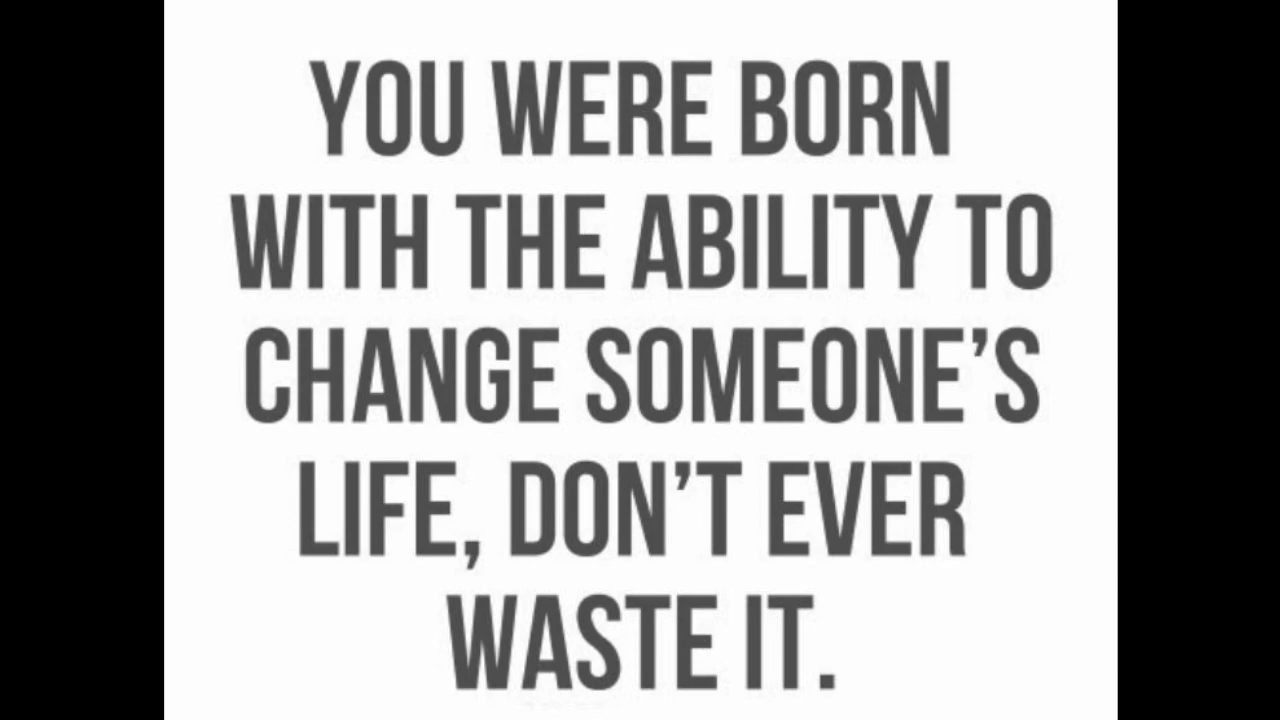 YOU WERE BORN
WITH THE ABILITY TO
CHANGE SOMEONE’S
LIFE, DON’T EVER
WASTE IT.